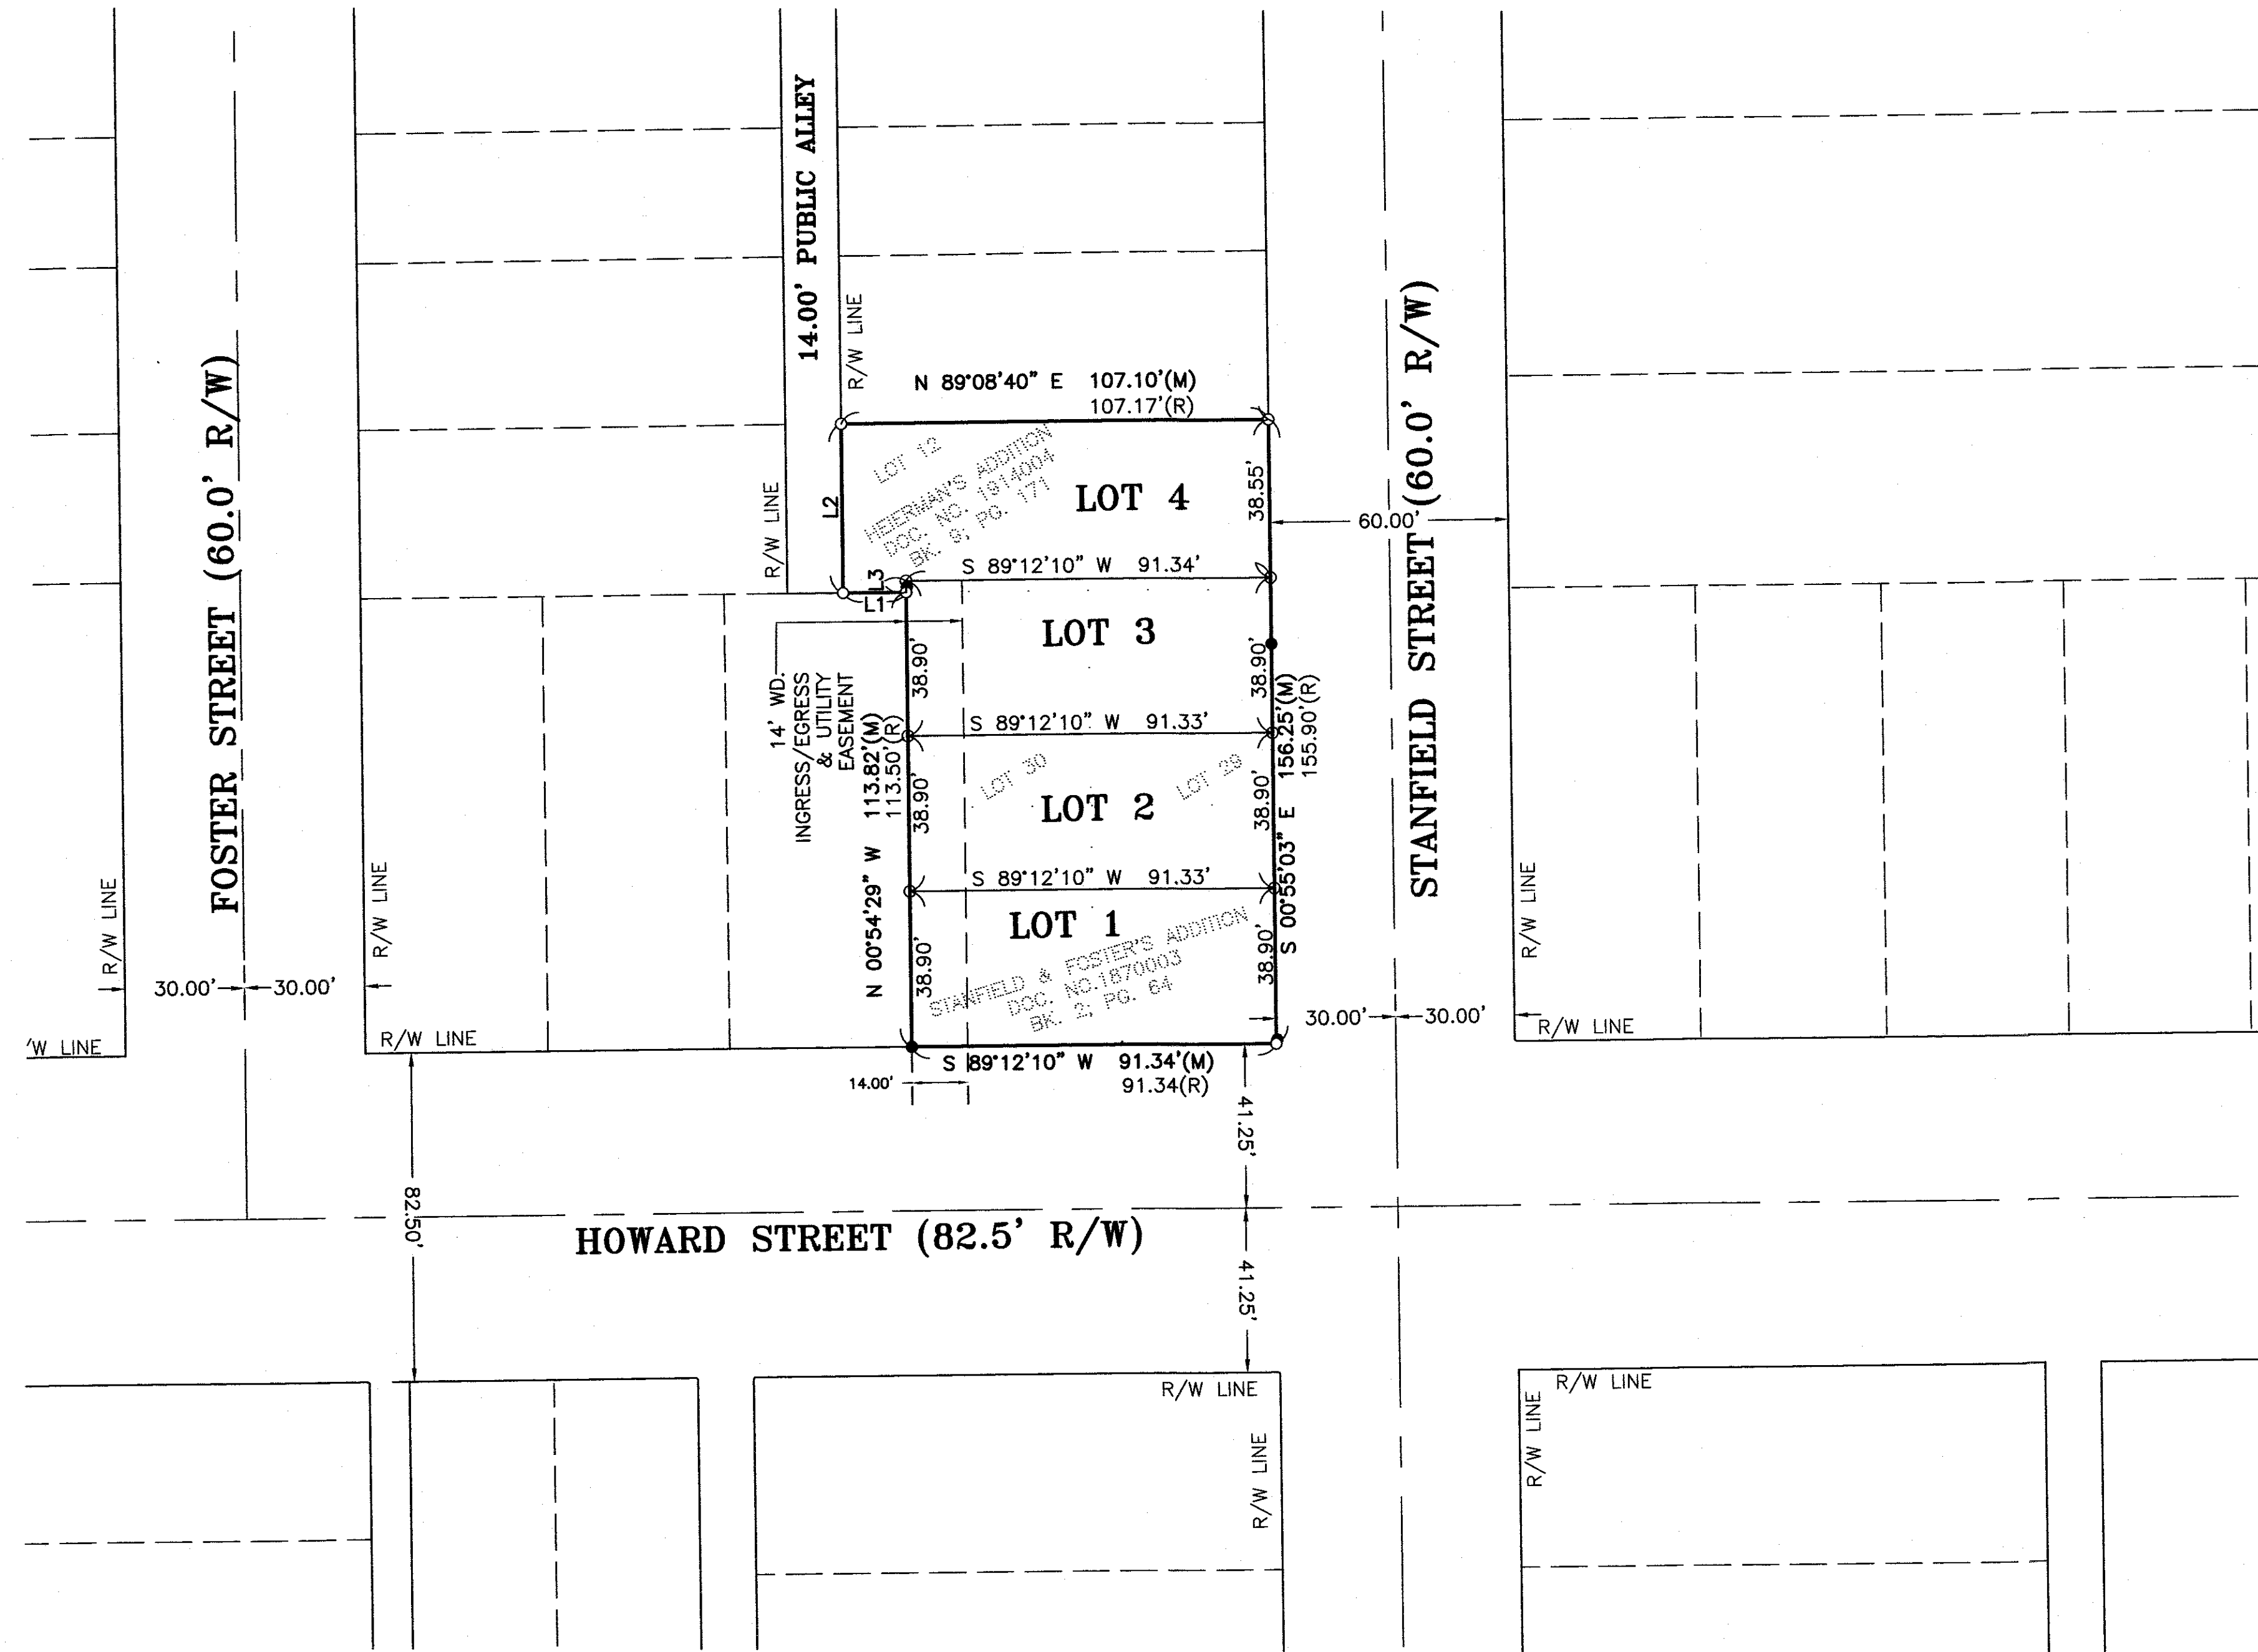 14.00' PUBLIC ALLEY
R/W LINE
R/W LINE
FOSTER STREET (60.0' R/W)
STANFIELD STREET (60.0' R/W)
N 89°08'40" E 107.10'(M)
107.17'(R)
LOT 12
HEIERMAN'S ADDITION
DOC. NO. 1914004
BK. 9; PG. 171
LOT 4
38.55'
60.00'
L2
L3
L1
S 89°12'10" W 91.34'
LOT 3
38.90'
38.90'
14' WD.
INGRESS/EGRESS
& UTILITY
EASEMENT
S 89°12'10" W 91.33'
N 00°54'29" W 113.82'(M)
113.50'(R)
S 00°55'03" E 156.25'(M)
155.90'(R)
LOT 30
LOT 29
LOT 2
38.90'
38.90'
S 89°12'10" W 91.33'
LOT 1
38.90'
38.90'
STANFIELD & FOSTER'S ADDITION
DOC. NO.1870003
BK. 2; PG. 64
R/W LINE
R/W LINE
R/W LINE
30.00'
30.00'
30.00'
30.00'
'W LINE
R/W LINE
R/W LINE
S 89°12'10" W 91.34'(M)
91.34(R)
14.00'
41.25'
82.50'
HOWARD STREET (82.5' R/W)
41.25'
R/W LINE
R/W LINE
R/W LINE
R/W LINE